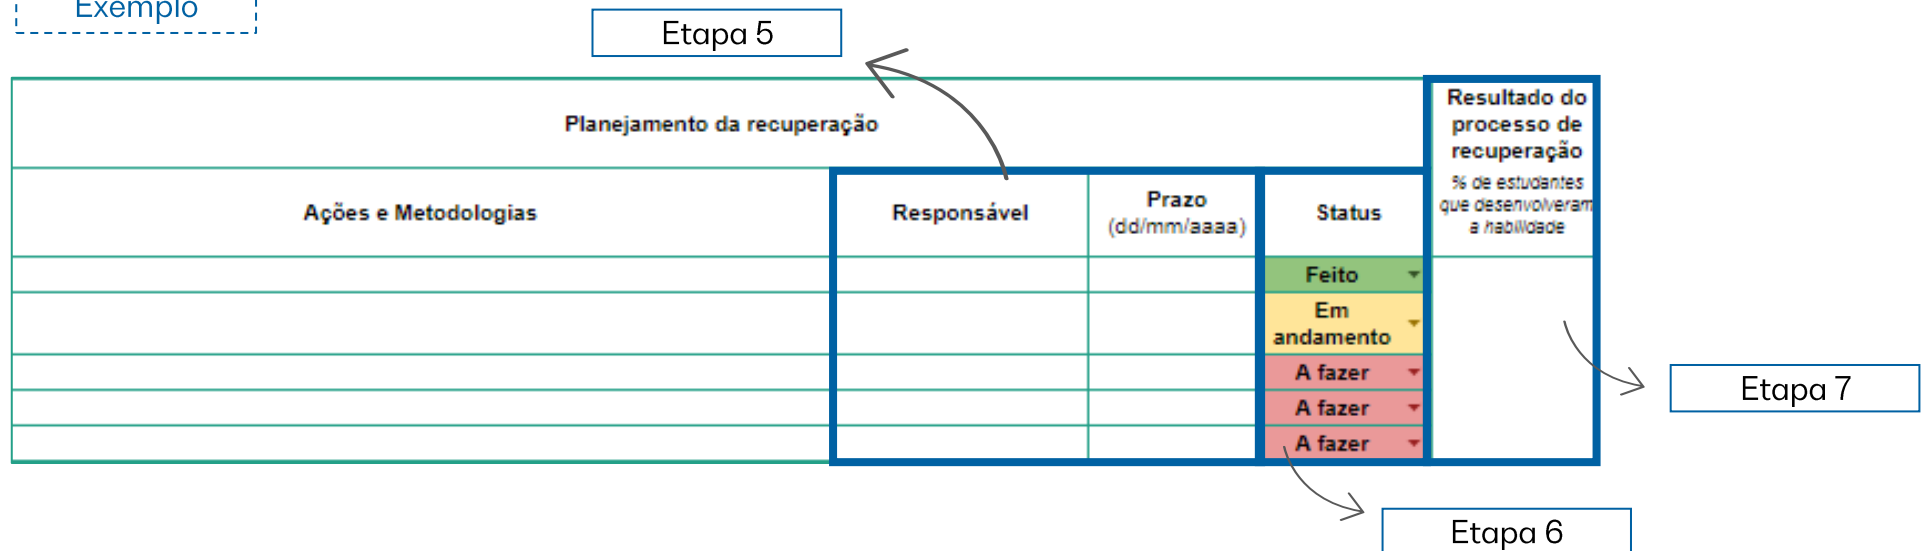 Exemplo
Etapa 5
Planejamento da recuperação
Resultado do
processo de
recuperação
% de estudantes
que desenvolveram
a habilidade
Ações e Metodologias
Responsável
Prazo
(dd/mm/aaaa)
Status
Feito
Em
andamento
A fazer
A fazer
A fazer
Etapa 7
Etapa 6